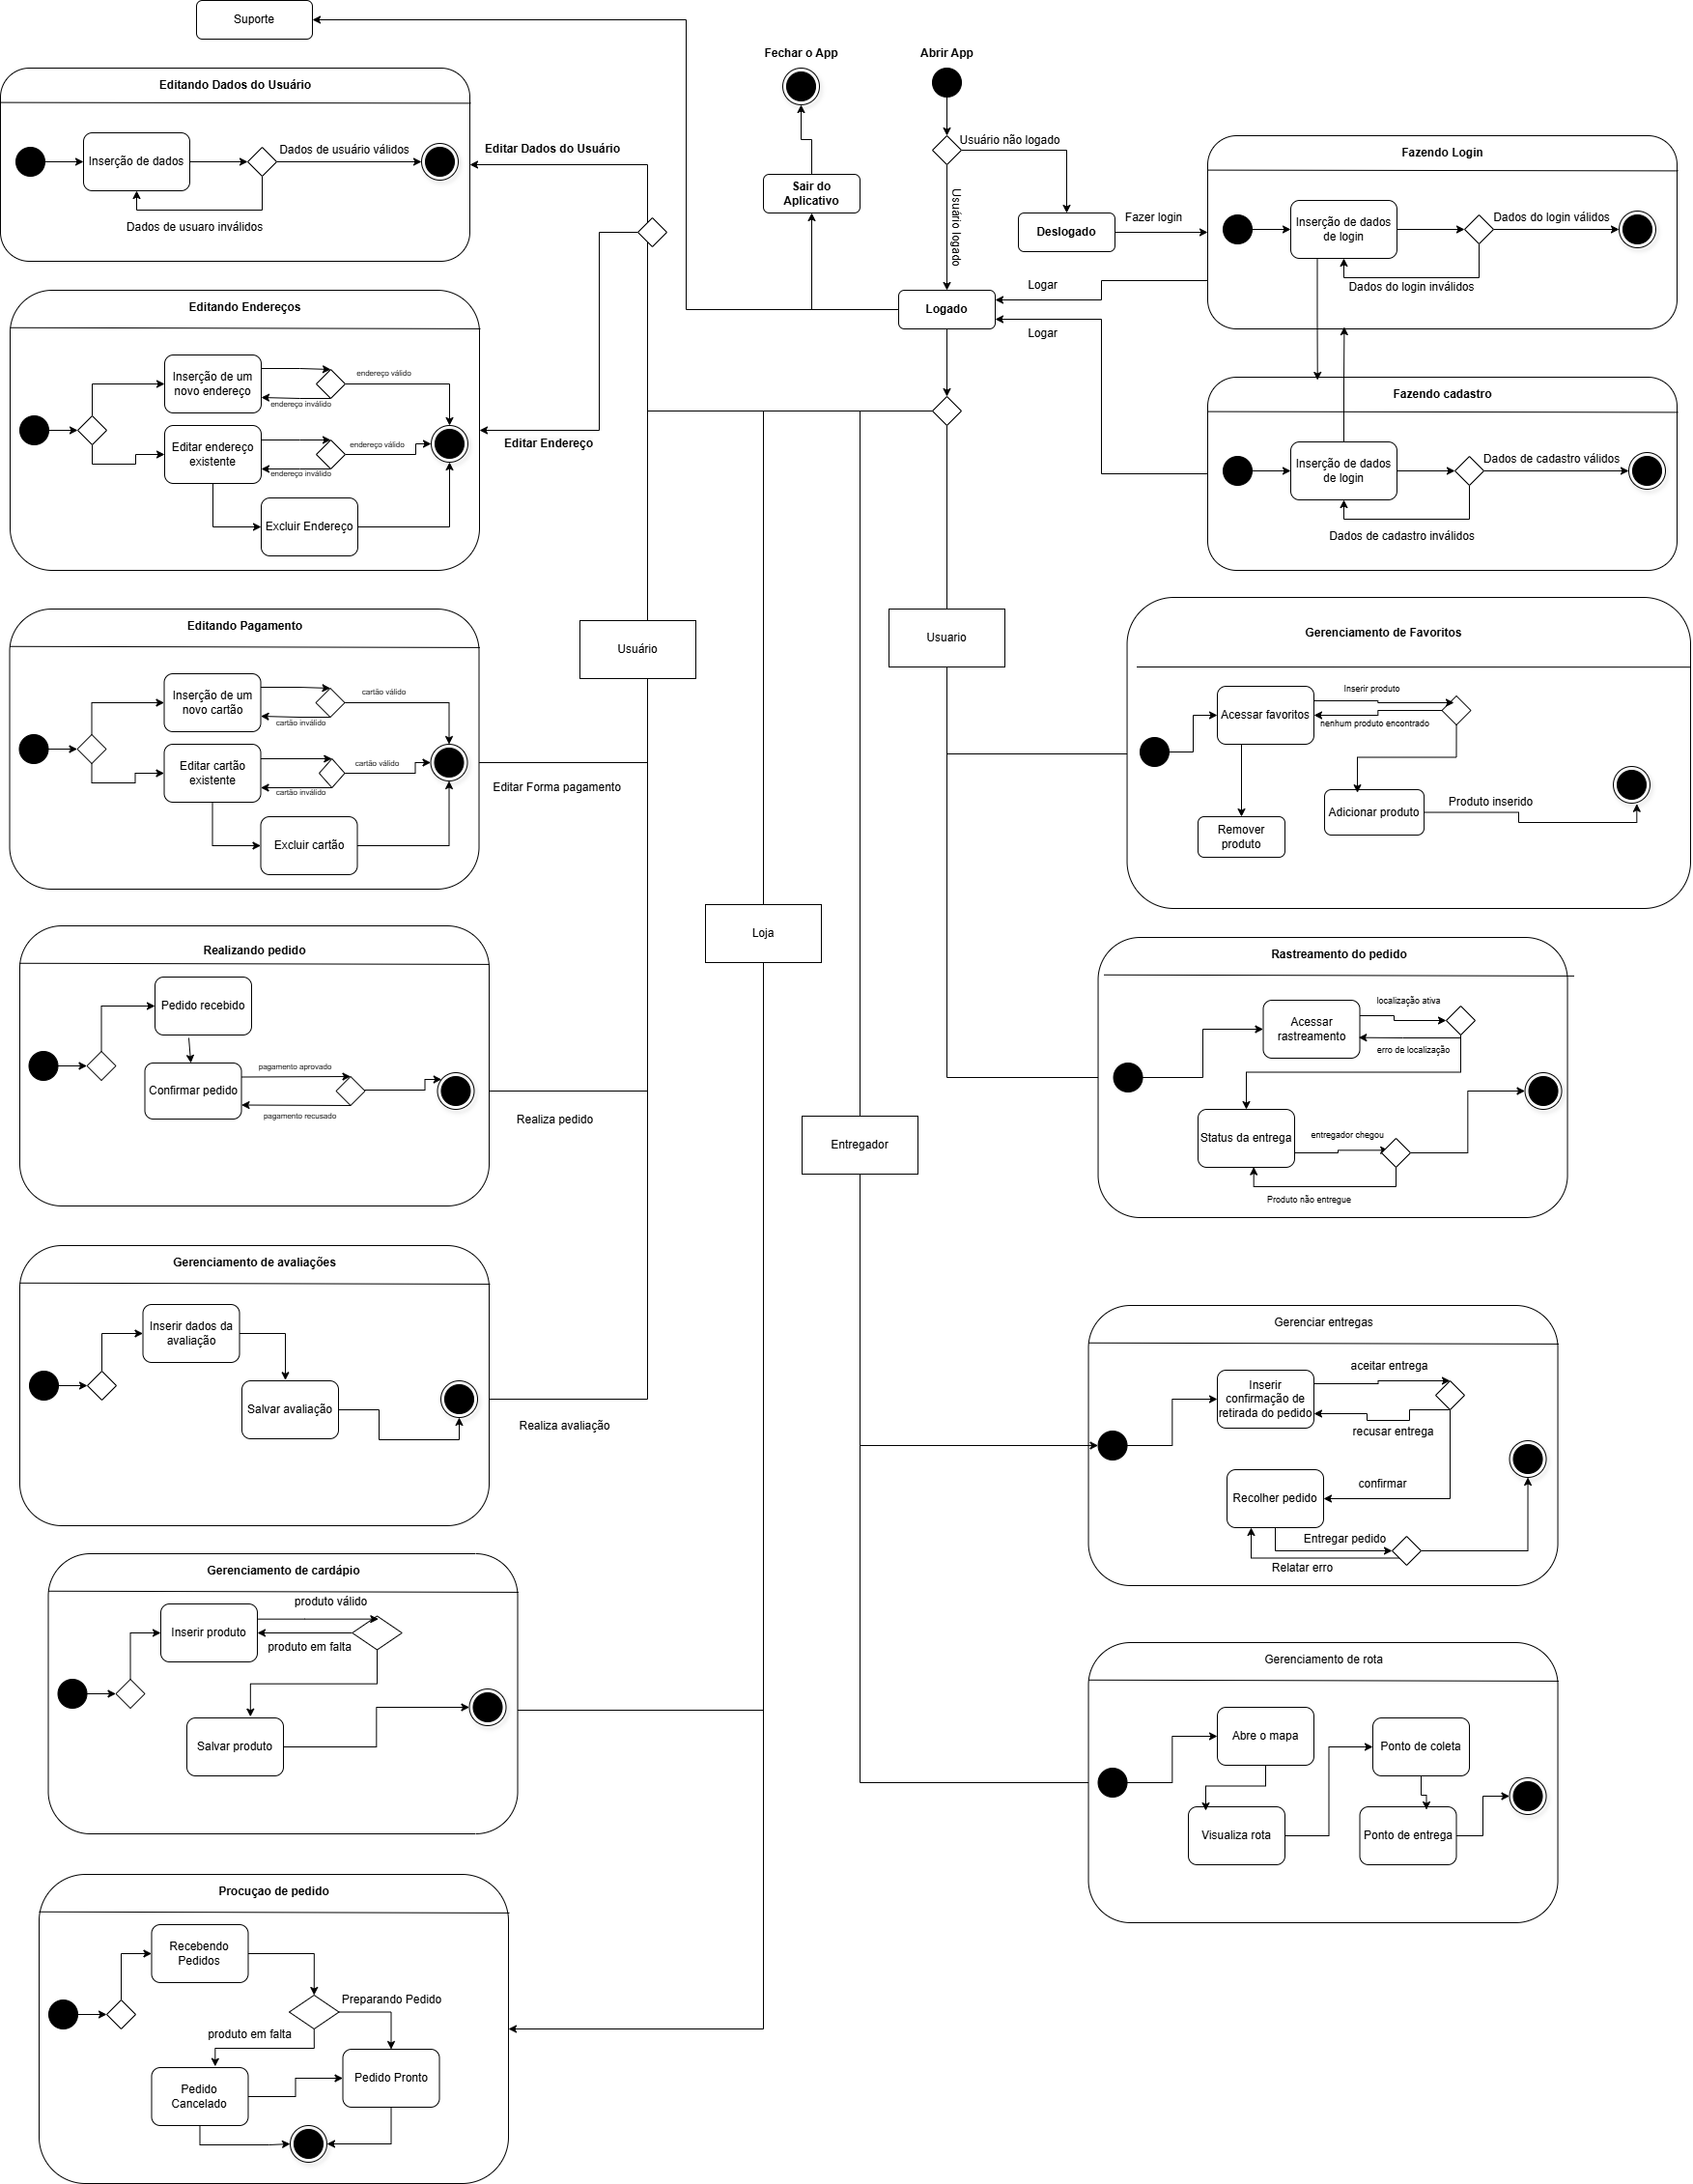 Suporte
Fechar o App
Abrir App
Editando Dados do Usuário
Inserção de dados
Dados de usuário válidos
Dados de usuaro inválidos
Editar Dados do Usuário
Sair do
Aplicativo
Usuário não logado
Usuário logado
Deslogado
Fazer login
Fazendo Login
Inserção de dados
de login
Dados do login válidos
Dados do login inválidos
Logar
Logado
Logar
Editando Endereços
Inserção de um
novo endereço
endereço válido
endereço inválido
Editar endereço
existente
endereço válido
endereço inválido
Excluir Endereço
Editar Endereço
Fazendo cadastro
Inserção de dados
de login
Dados de cadastro válidos
Dados de cadastro inválidos
Editando Pagamento
Inserção de um
novo cartão
cartão válido
cartão inválido
Editar cartão
existente
cartão válido
cartão inválido
Excluir cartão
Editar Forma pagamento
Usuário
Usuario
Gerenciamento de Favoritos
Acessar favoritos
Inserir produto
nenhum produto encontrado
Remover
produto
Adicionar produto
Produto inserido
Loja
Realizando pedido
Pedido recebido
Confirmar pedido
pagamento aprovado
pagamento recusado
Realiza pedido
Rastreamento do pedido
Acessar
rastreamento
localização ativa
erro de localização
Status da entrega
entregador chegou
Produto não entregue
Entregador
Gerenciamento de avaliações
Inserir dados da
avaliação
Salvar avaliação
Realiza avaliação
Gerenciar entregas
Inserir
confirmação de
retirada do pedido
aceitar entrega
recusar entrega
confirmar
Recolher pedido
Entregar pedido
Relatar erro
Gerenciamento de cardápio
produto válido
Inserir produto
produto em falta
Salvar produto
Gerenciamento de rota
Abre o mapa
Ponto de coleta
Visualiza rota
Ponto de entrega
Procuçao de pedido
Recebendo
Pedidos
Preparando Pedido
produto em falta
Pedido
Cancelado
Pedido Pronto